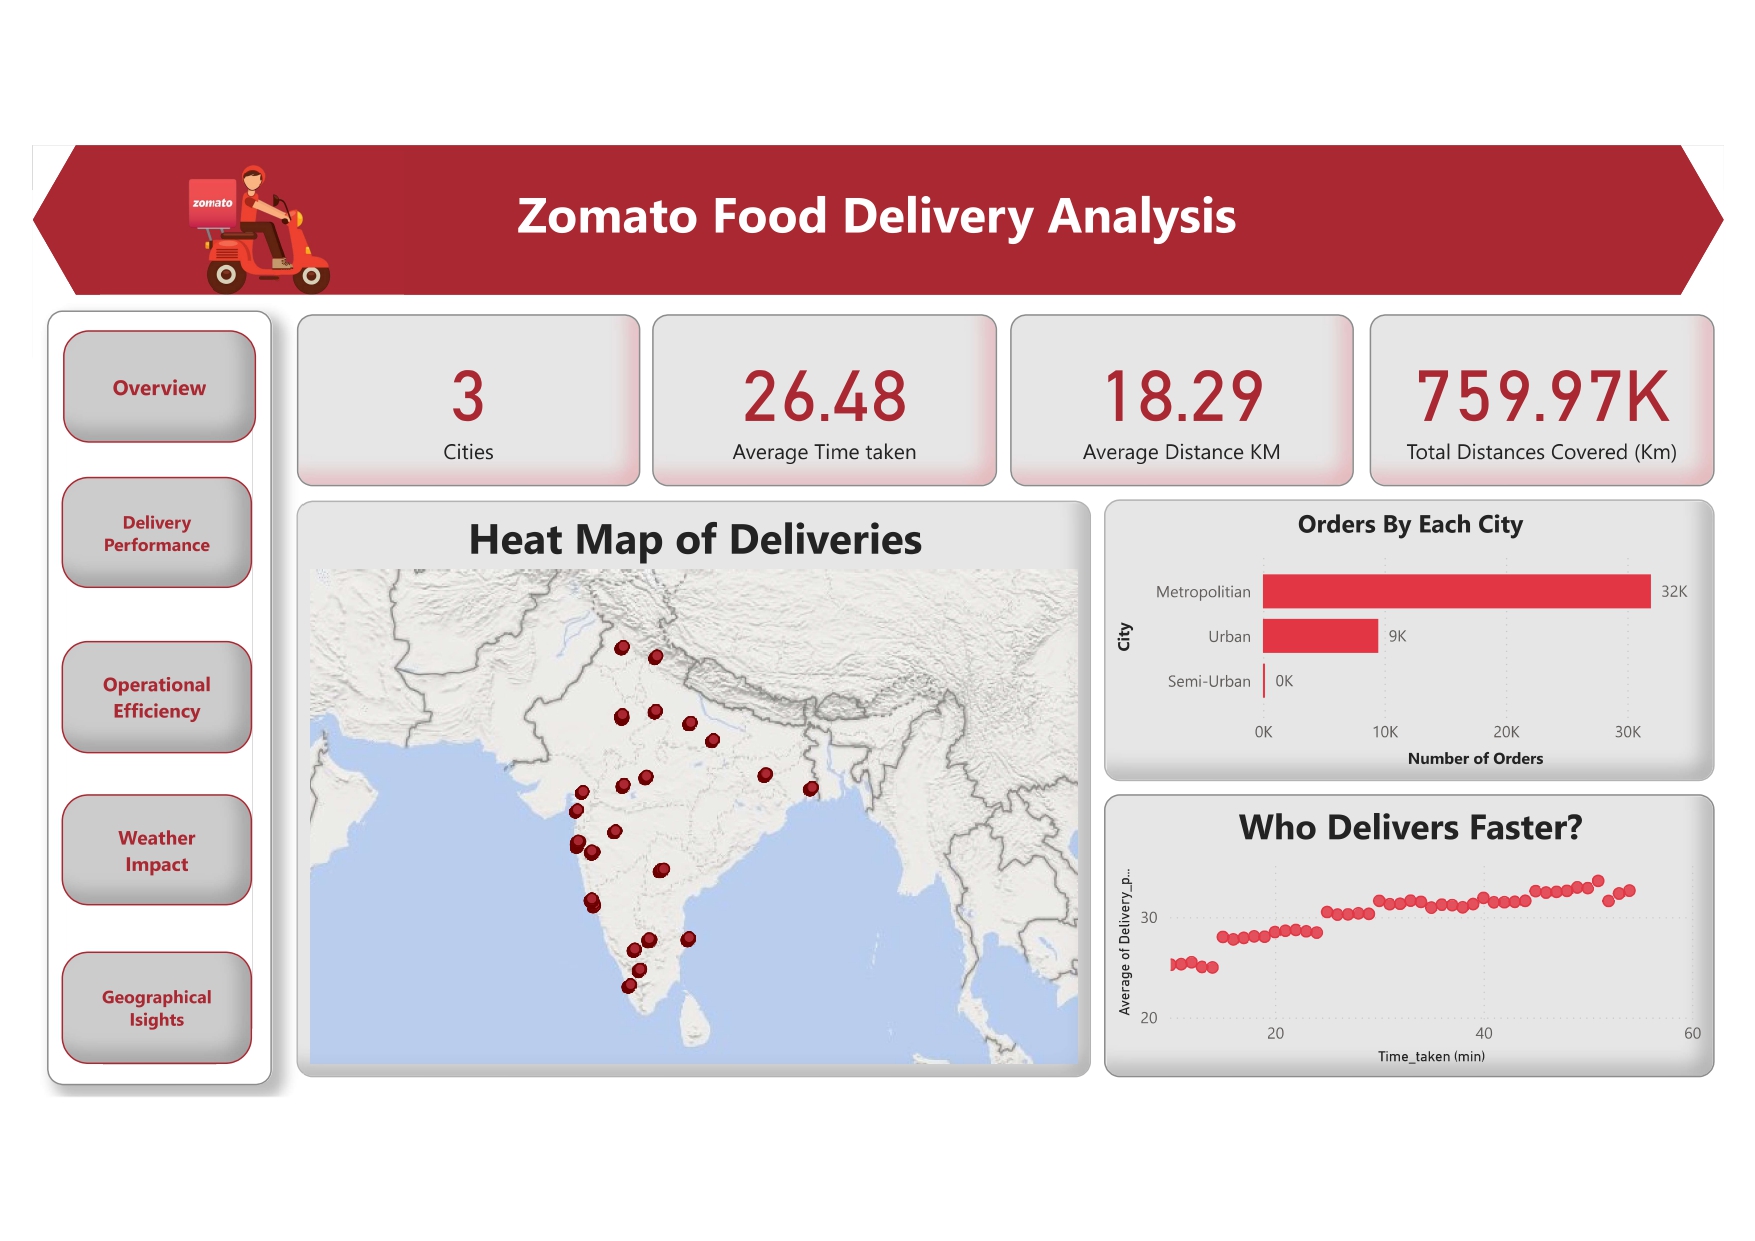 zomato
Zomato Food Delivery Analysis
Overview
Delivery
Performance
Operational
Efficiency
Weather
Impact
Geographical
Isights
3
Cities
26.48
Average Time taken
18.29
Average Distance KM
759.97K
Total Distances Covered (Km)
Heat Map of Deliveries
Orders By Each City
City
Metropolitian
32K
Urban
9K
Semi-Urban
0K
0K 10K 20K 30K
Number of Orders
Who Delivers Faster?
Average of Delivery_p...
30
20
20 40 60
Time_taken (min)